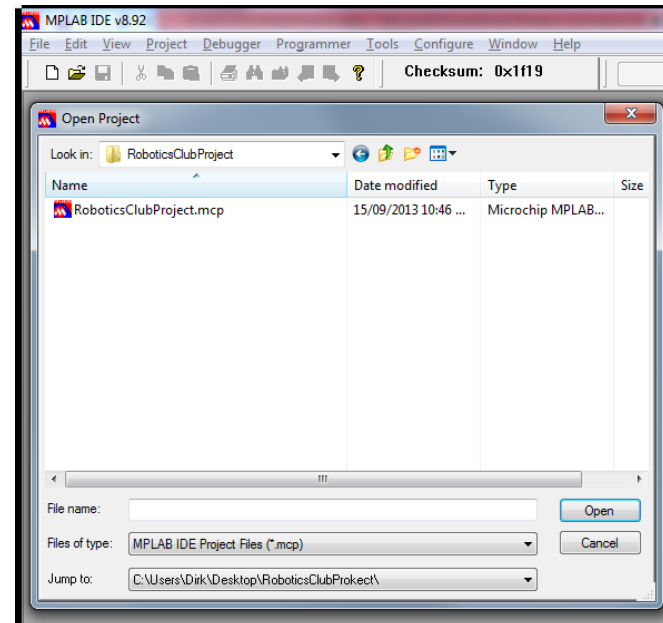 MPLAB IDE v8.92
File Edit View Project Debugger Programmer Tools Configure Window Help
Checksum: 0x1f19
Open Project
Look in: RoboticsClubProject
Name Date modified Type Size
RoboticsClubProject.mcp 15/09/2013 10:46 ... Microchip MPLAB...
File name: Open
Files of type: MPLAB IDE Project Files (*.mcp) Cancel
Jump to: C:\Users\Dirk\Desktop\RoboticsClubProkect\